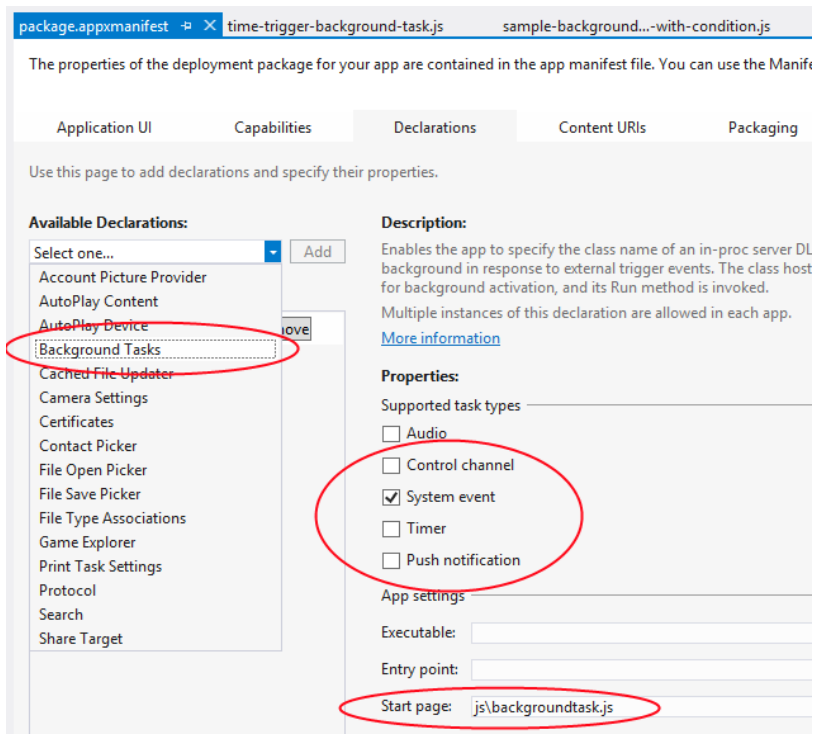 package.appxmanifest time-trigger-background-task.js sample-background...-with-condition.js
The properties of the deployment package for your app are contained in the app manifest file. You can use the Manife
Application UI Capabilities Declarations Content URIs Packaging
Use this page to add declarations and specify their properties.
Available Declarations:
Select one... Add
Account Picture Provider
AutoPlay Content
AutoPlay Device
Background Tasks
Cached File Updater
Camera Settings
Certificates
Contact Picker
File Open Picker
File Save Picker
File Type Associations
Game Explorer
Print Task Settings
Protocol
Search
Share Target
ove
Description:
Enables the app to specify the class name of an in-proc server DL
background in response to external trigger events. The class host
for background activation, and its Run method is invoked.
Multiple instances of this declaration are allowed in each app.
More information
Properties:
Supported task types
Audio
Control channel
System event
Timer
Push notification
App settings
Executable:
Entry point:
Start page: js\backgroundtask.js